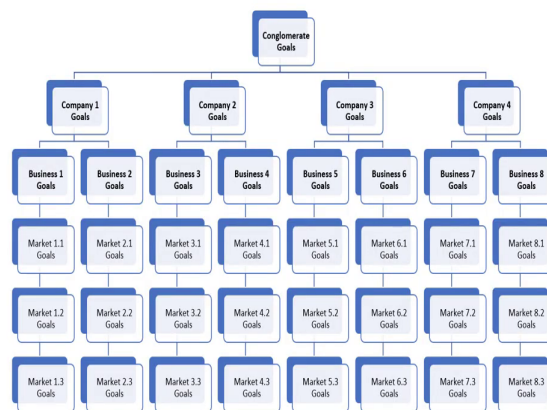 Conglomerate
Goals
Company 1
Goals
Company 2
Goals
Company 3
Goals
Company 4
Goals
Business 1
Goals
Business 2
Goals
Business 3
Goals
Business 4
Goals
Business 5
Goals
Business 6
Goals
Business 7
Goals
Business 8
Goals
Market 1.1
Goals
Market 2.1
Goals
Market 3.1
Goals
Market 4.1
Goals
Market 5.1
Goals
Market 6.1
Goals
Market 7.1
Goals
Market 8.1
Goals
Market 1.2
Goals
Market 2.2
Goals
Market 3.2
Goals
Market 4.2
Goals
Market 5.2
Goals
Market 6.2
Goals
Market 7.2
Goals
Market 8.2
Goals
Market 1.3
Goals
Market 2.3
Goals
Market 3.3
Goals
Market 4.3
Goals
Market 5.3
Goals
Market 6.3
Goals
Market 7.3
Goals
Market 8.3
Goals